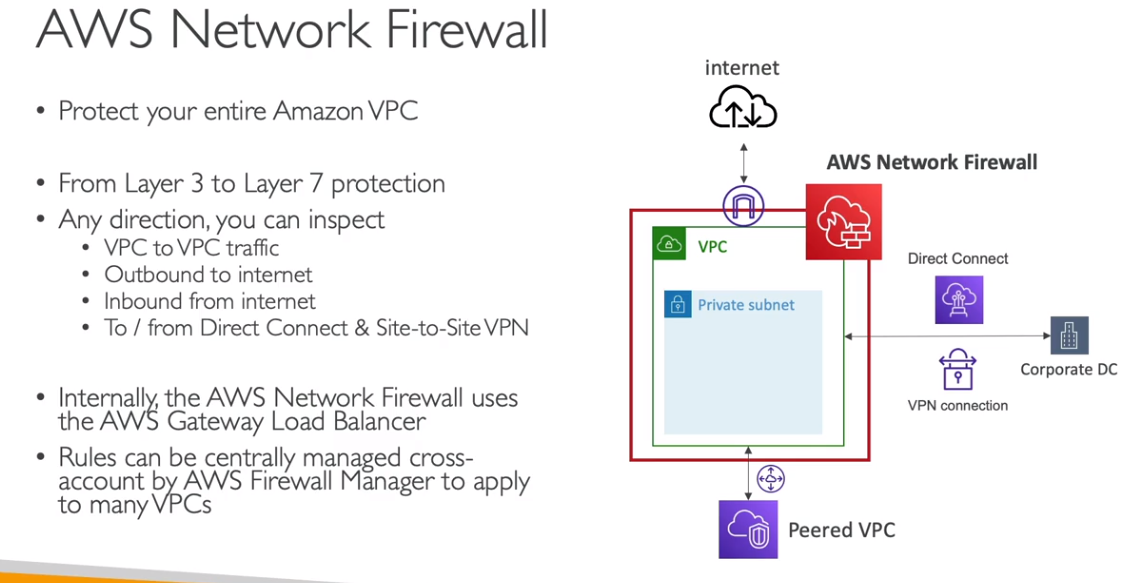 AWS Network Firewall
• Protect your entire Amazon VPC
• From Layer 3 to Layer 7 protection
• Any direction, you can inspect
• VPC to VPC traffic
• Outbound to internet
• Inbound from internet
• To / from Direct Connect & Site-to-Site VPN
• Internally, the AWS Network Firewall uses
the AWS Gateway Load Balancer
• Rules can be centrally managed cross-
account by AWS Firewall Manager to apply
to many VPCs
internet
AWS Network Firewall
VPC
Direct Connect
Private subnet
Corporate DC
VPN connection
Peered VPC